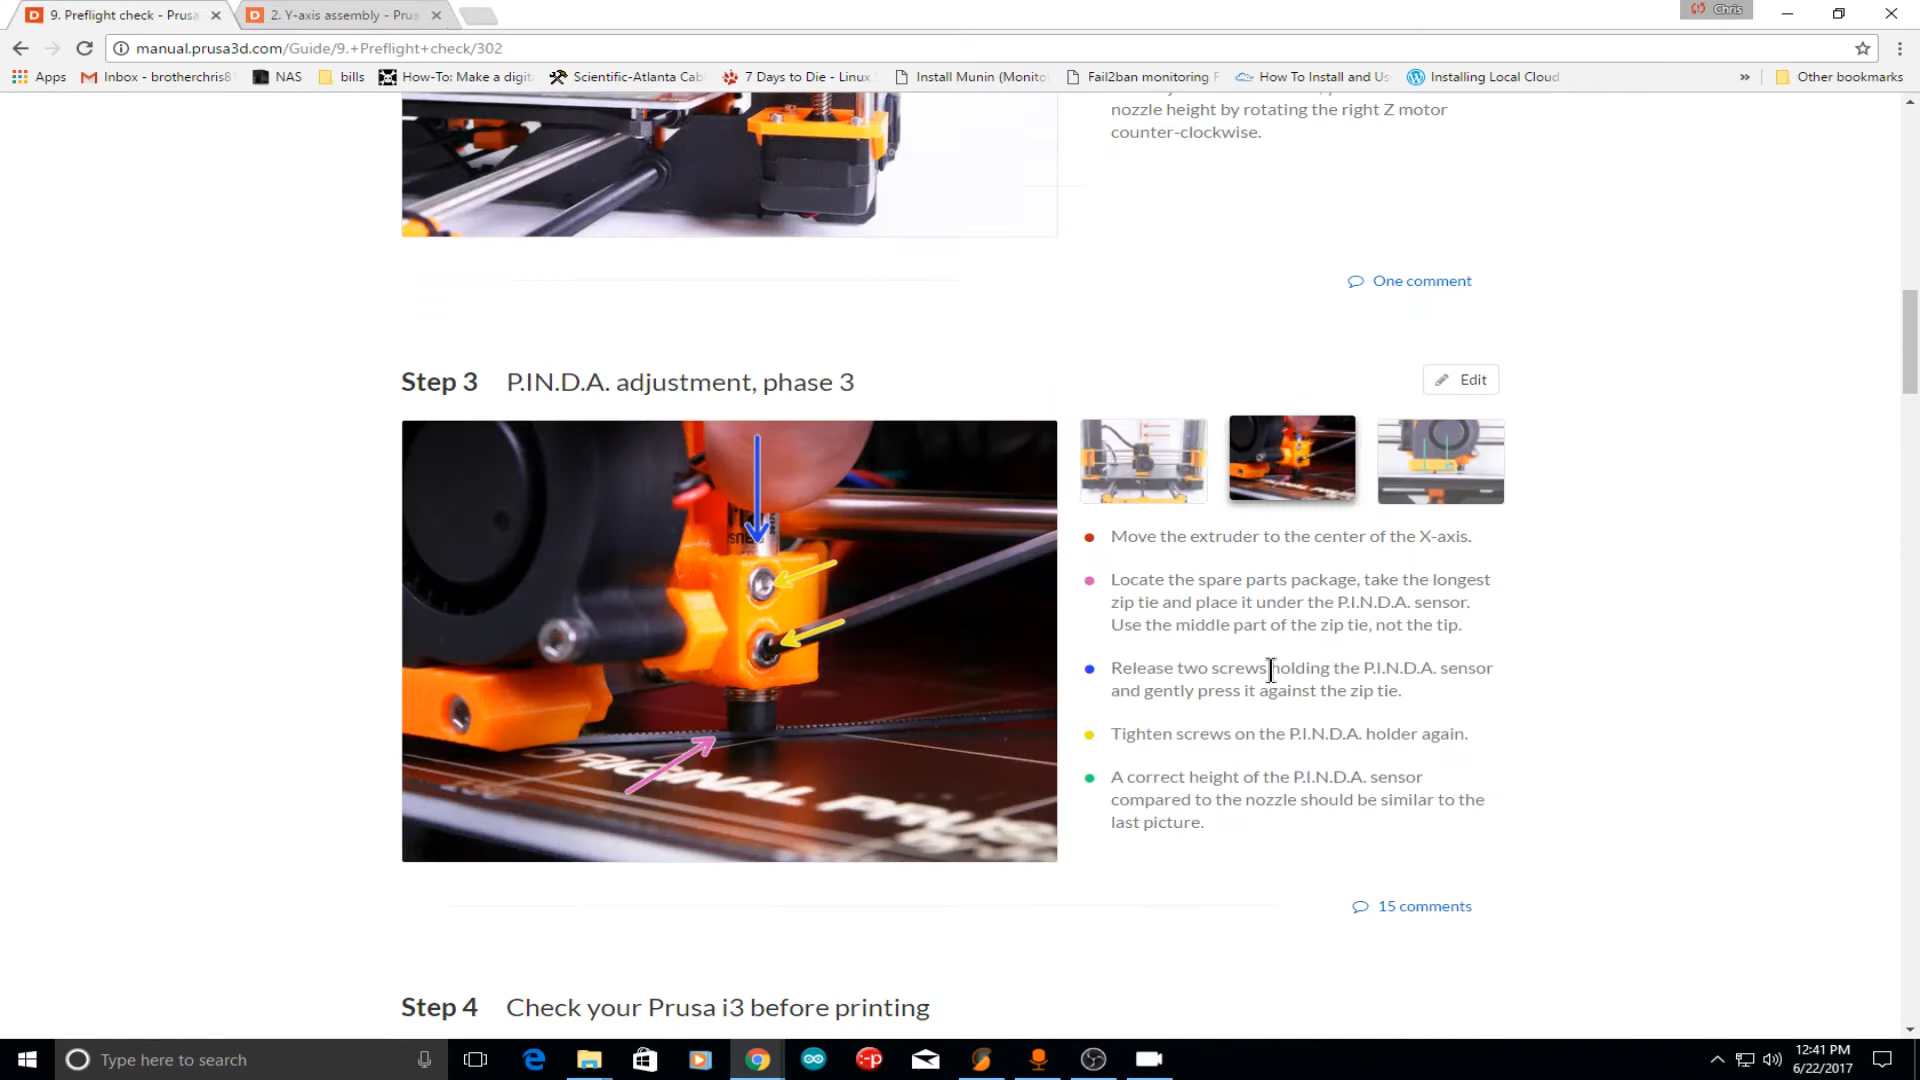 9. Preflight check - Prusa
2. Y-axis assembly - Prus
Chris
manual.prusa3d.com/Guide/9.+Preflight+check/302
Apps
Inbox - brotherchris8
NAS
bills
How-To: Make a digit
Scientific-Atlanta Cab
7 Days to Die - Linux
Install Munin (Monito
Fail2ban monitoring F
How To Install and Us
Installing Local Cloud
»
Other bookmarks
nozzle height by rotating the right Z motor
counter-clockwise.
One comment
Step 3 P.IN.D.A. adjustment, phase 3
Edit
ORIGINAL PRUS
Move the extruder to the center of the X-axis.
Locate the spare parts package, take the longest
zip tie and place it under the P.I.N.D.A. sensor.
Use the middle part of the zip tie, not the tip.
Release two screws holding the P.I.N.D.A. sensor
and gently press it against the zip tie.
Tighten screws on the P.I.N.D.A. holder again.
A correct height of the P.I.N.D.A. sensor
compared to the nozzle should be similar to the
last picture.
15 comments
Step 4 Check your Prusa i3 before printing
Type here to search
12:41 PM
6/22/2017